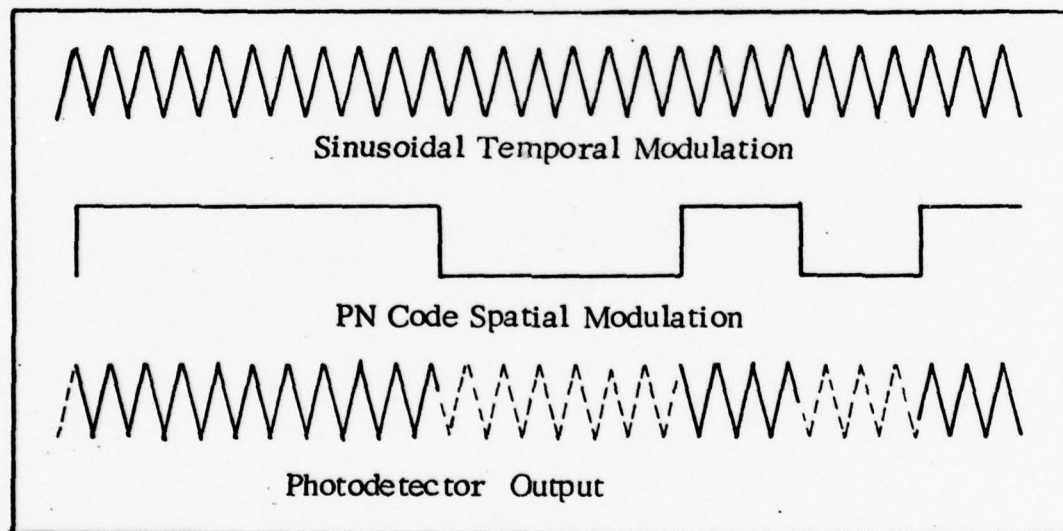 Sinusoidal Temporal Modulation
PN Code Spatial Modulation
Photodetector Output